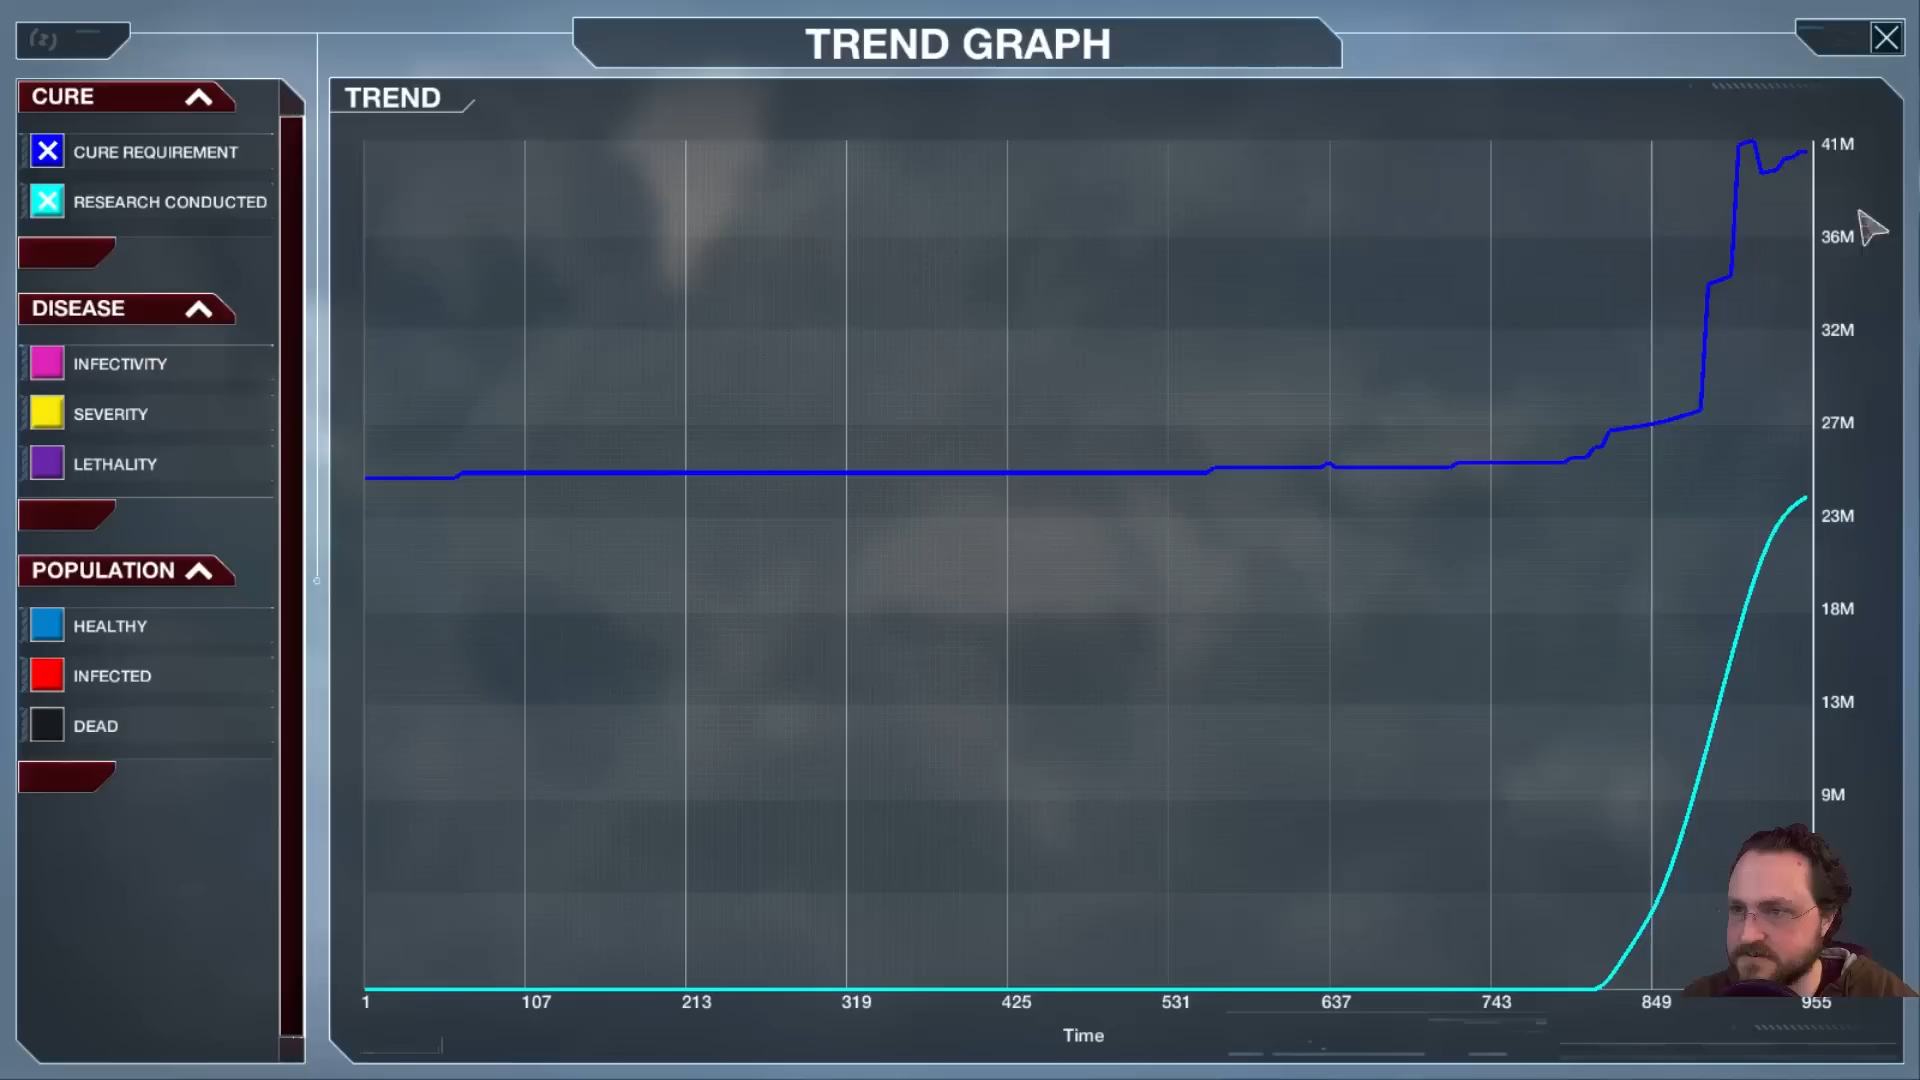 TREND GRAPH
CURE
CURE REQUIREMENT
RESEARCH CONDUCTED
DISEASE
INFECTIVITY
SEVERITY
LETHALITY
POPULATION
HEALTHY
INFECTED
DEAD
TREND
41M
36M
32M
27M
23M
18M
13M
9M
1 107 213 319 425 531 637 743 849 955
Time